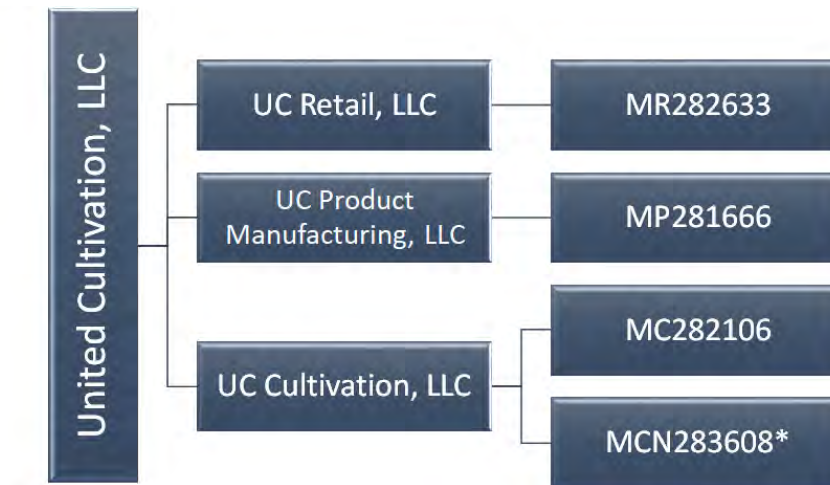 United Cultivation, LLC
UC Retail, LLC
MR282633
UC Product
Manufacturing, LLC
MP281666
UC Cultivation, LLC
MC282106
MCN283608*